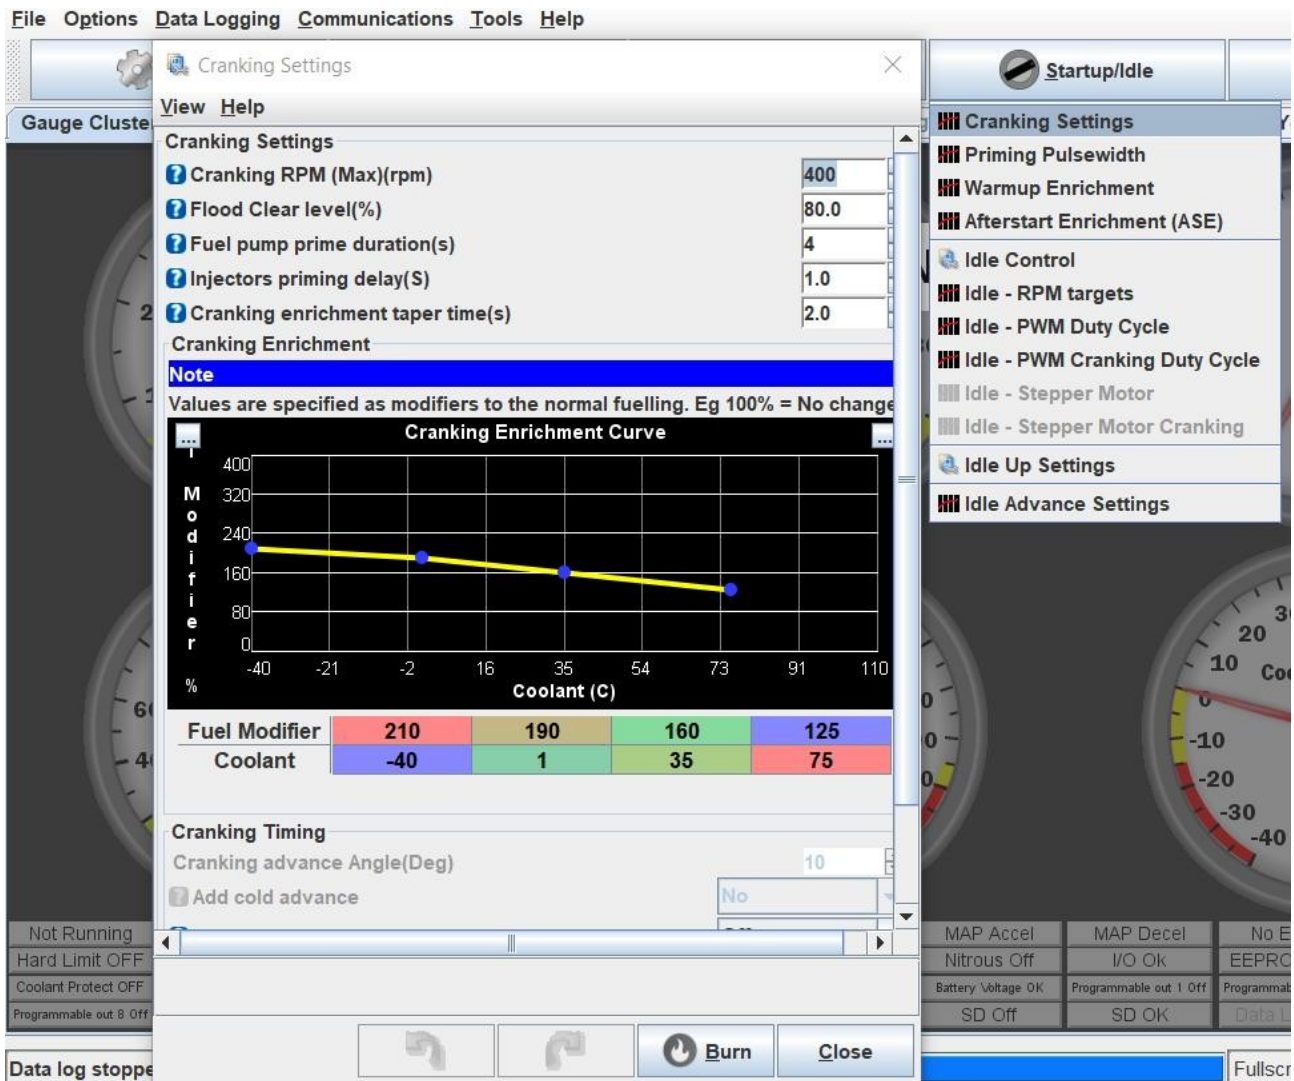 File Options Data Logging Communications Tools Help
Cranking Settings
View Help
Startup/Idle
Gauge Cluste
Cranking Settings
Cranking RPM (Max)(rpm) 400
Flood Clear level(%) 80.0
Fuel pump prime duration(s) 4
Injectors priming delay(S) 1.0
Cranking enrichment taper time(s) 2.0
Cranking Enrichment
Note
Values are specified as modifiers to the normal fuelling. Eg 100% = No change
Cranking Enrichment Curve
Modifier %
400
320
240
160
80
0
-40 -21 -2 16 35 54 73 91 110
Coolant (C)
Fuel Modifier 210 190 160 125
Coolant -40 1 35 75
Cranking Timing
Cranking advance Angle(Deg) 10
Add cold advance No
Burn Close
Cranking Settings
Priming Pulsewidth
Warmup Enrichment
Afterstart Enrichment (ASE)
Idle Control
Idle - RPM targets
Idle - PWM Duty Cycle
Idle - PWM Cranking Duty Cycle
Idle - Stepper Motor
Idle - Stepper Motor Cranking
Idle Up Settings
Idle Advance Settings
20
10
0
-10
-20
-30
-40
Not Running MAP Accel MAP Decel No E
Hard Limit OFF Nitrous Off I/O Ok EEPRO
Coolant Protect OFF Battery Voltage OK Programmable out 1 Off Programmab
Programmable out 8 Off SD Off SD OK Data L
Data log stoppe Fullscr